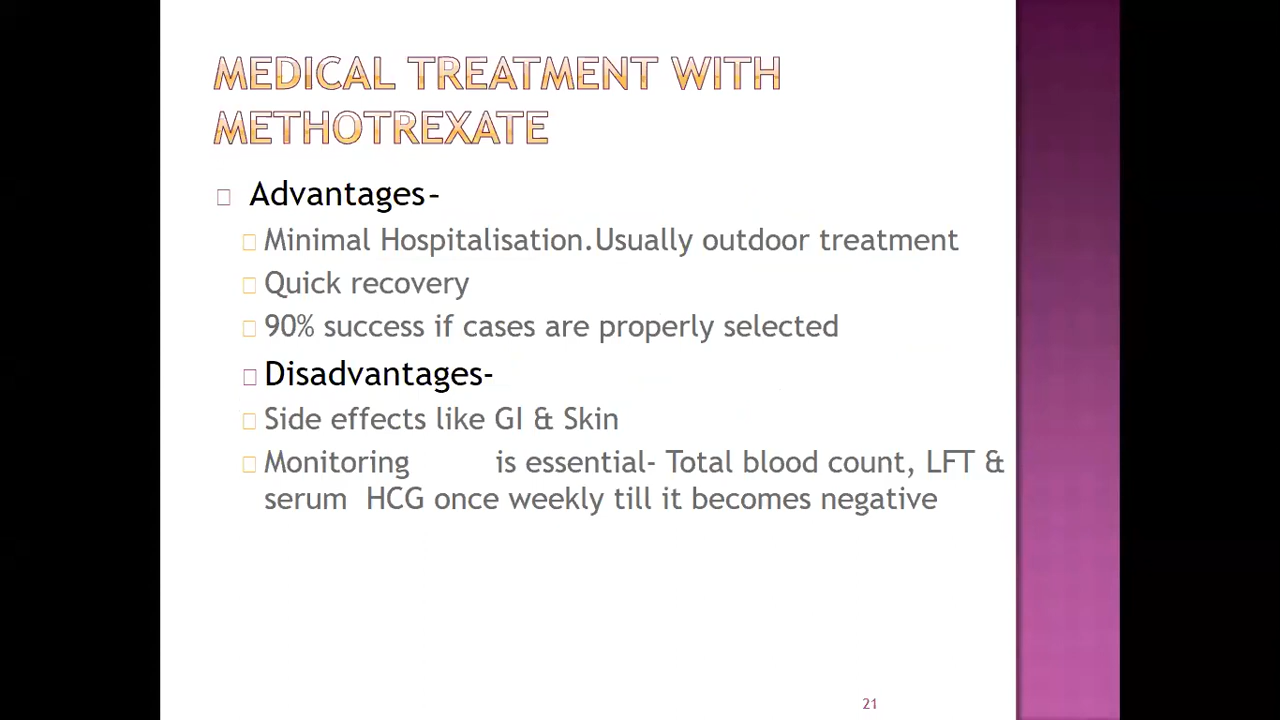 MEDICAL TREATMENT WITH
METHOTREXATE
Advantages-
Minimal Hospitalisation.Usually outdoor treatment
Quick recovery
90% success if cases are properly selected
Disadvantages-
Side effects like GI & Skin
Monitoring is essential- Total blood count, LFT &
serum HCG once weekly till it becomes negative
21